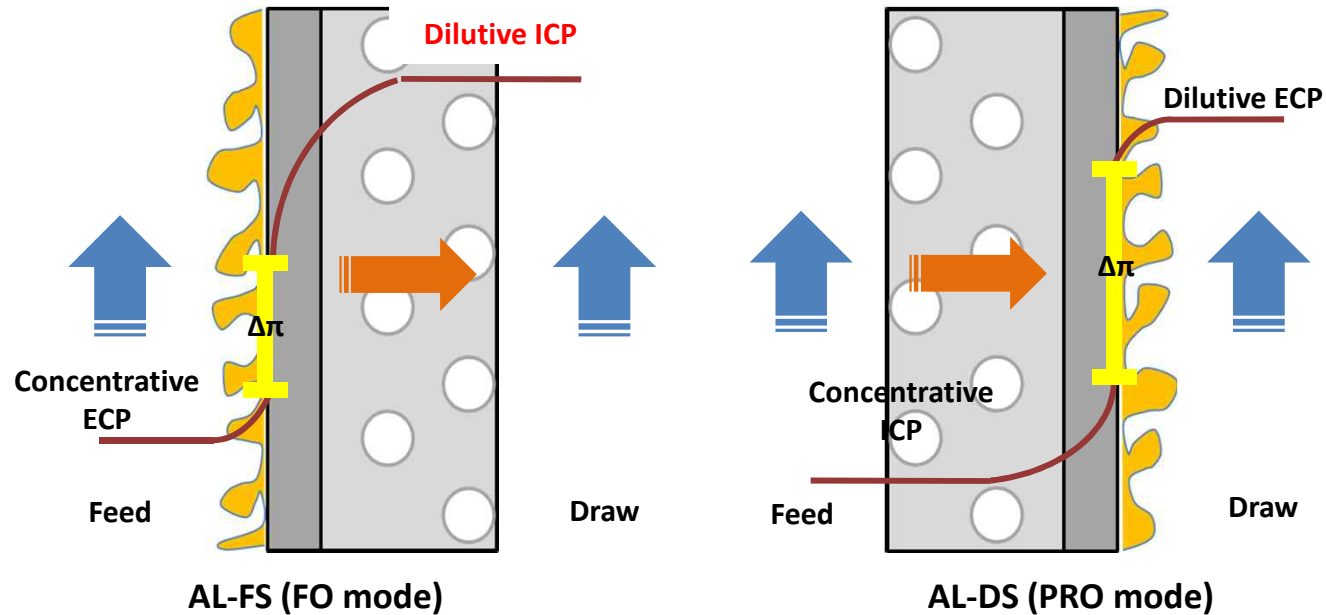 Dilutive ICP
Δπ
Concentrative
ECP
Feed
Draw
AL-FS (FO mode)
Dilutive ECP
Δπ
Concentrative
ICP
Feed
Draw
AL-DS (PRO mode)